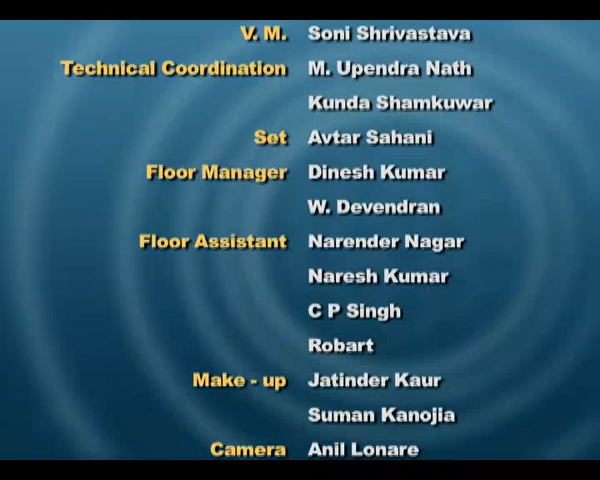 V. M. Soni Shrivastava
Technical Coordination M. Upendra Nath
Kunda Shamkuwar
Set Avtar Sahani
Floor Manager Dinesh Kumar
W. Devendran
Floor Assistant Narender Nagar
Naresh Kumar
C P Singh
Robart
Make - up Jatinder Kaur
Suman Kanojia
Camera Anil Lonare